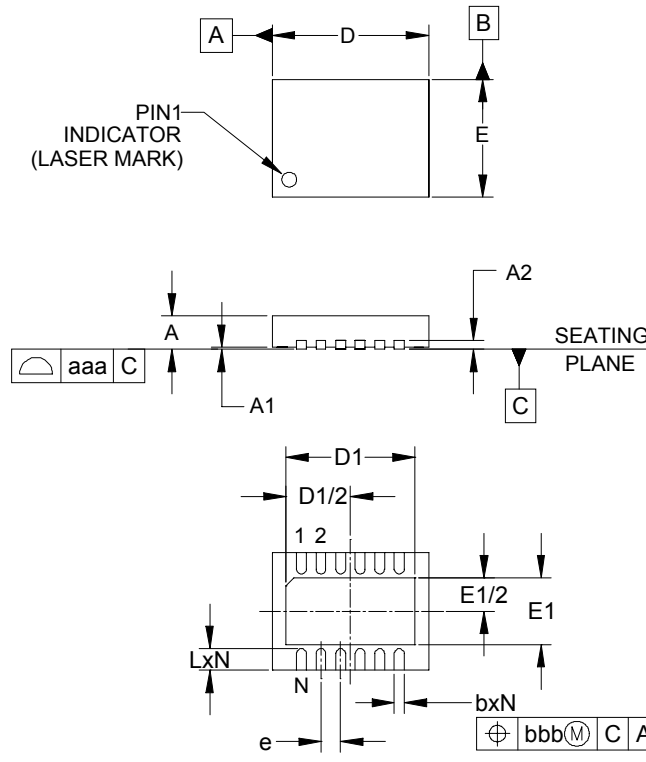 A
D
B
PIN1
INDICATOR
(LASER MARK)
E
A2
A
SEATING
PLANE
aaa C
A1
C
D1
D1/2
1 2
E1/2
E1
LxN
N
bxN
e
bbb Ⓜ C A